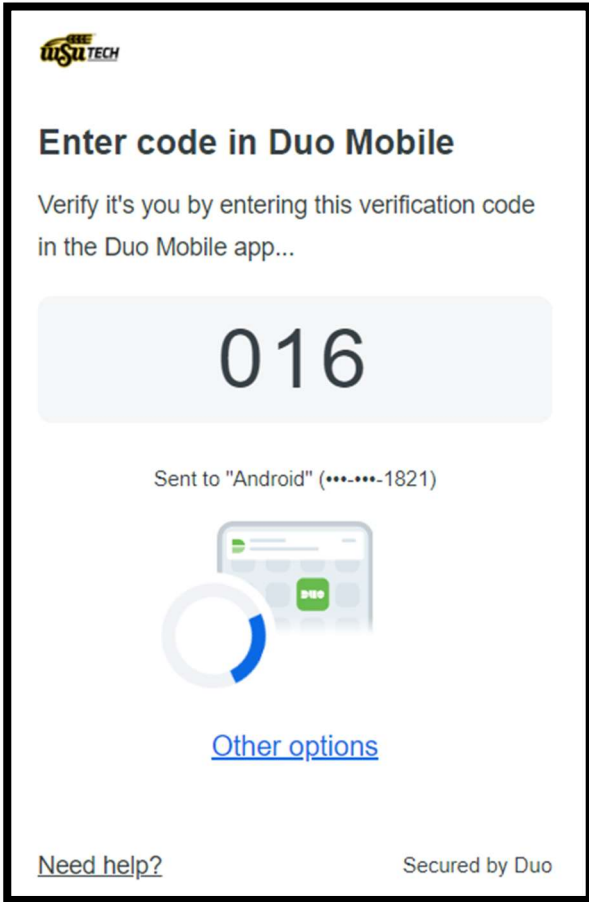 WSU TECH
Enter code in Duo Mobile
Verify it's you by entering this verification code
in the Duo Mobile app...
016
Sent to "Android" (•••-•••-1821)
DUO
Other options
Need help?
Secured by Duo